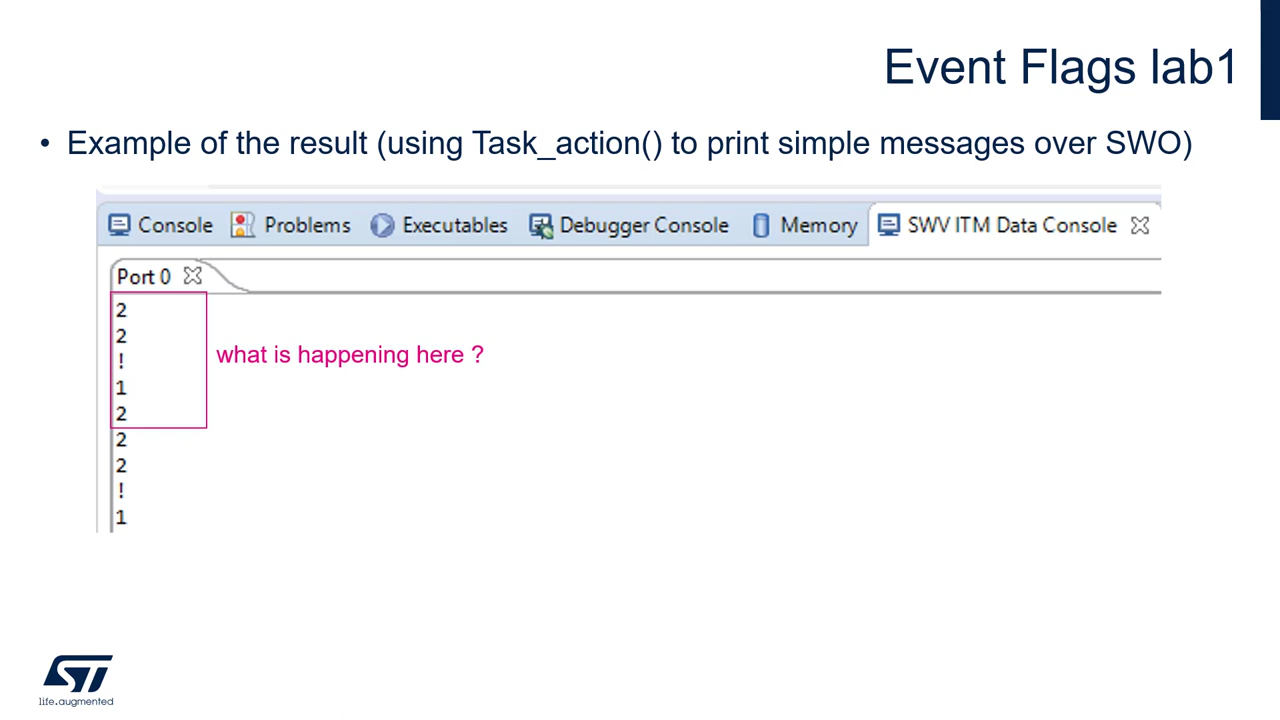 Event Flags lab1
• Example of the result (using Task_action() to print simple messages over SWO)
Console Problems Executables Debugger Console Memory SWV ITM Data Console
Port 0
2
2
!
1
2
2
2
!
1
what is happening here ?
ST
life.augmented